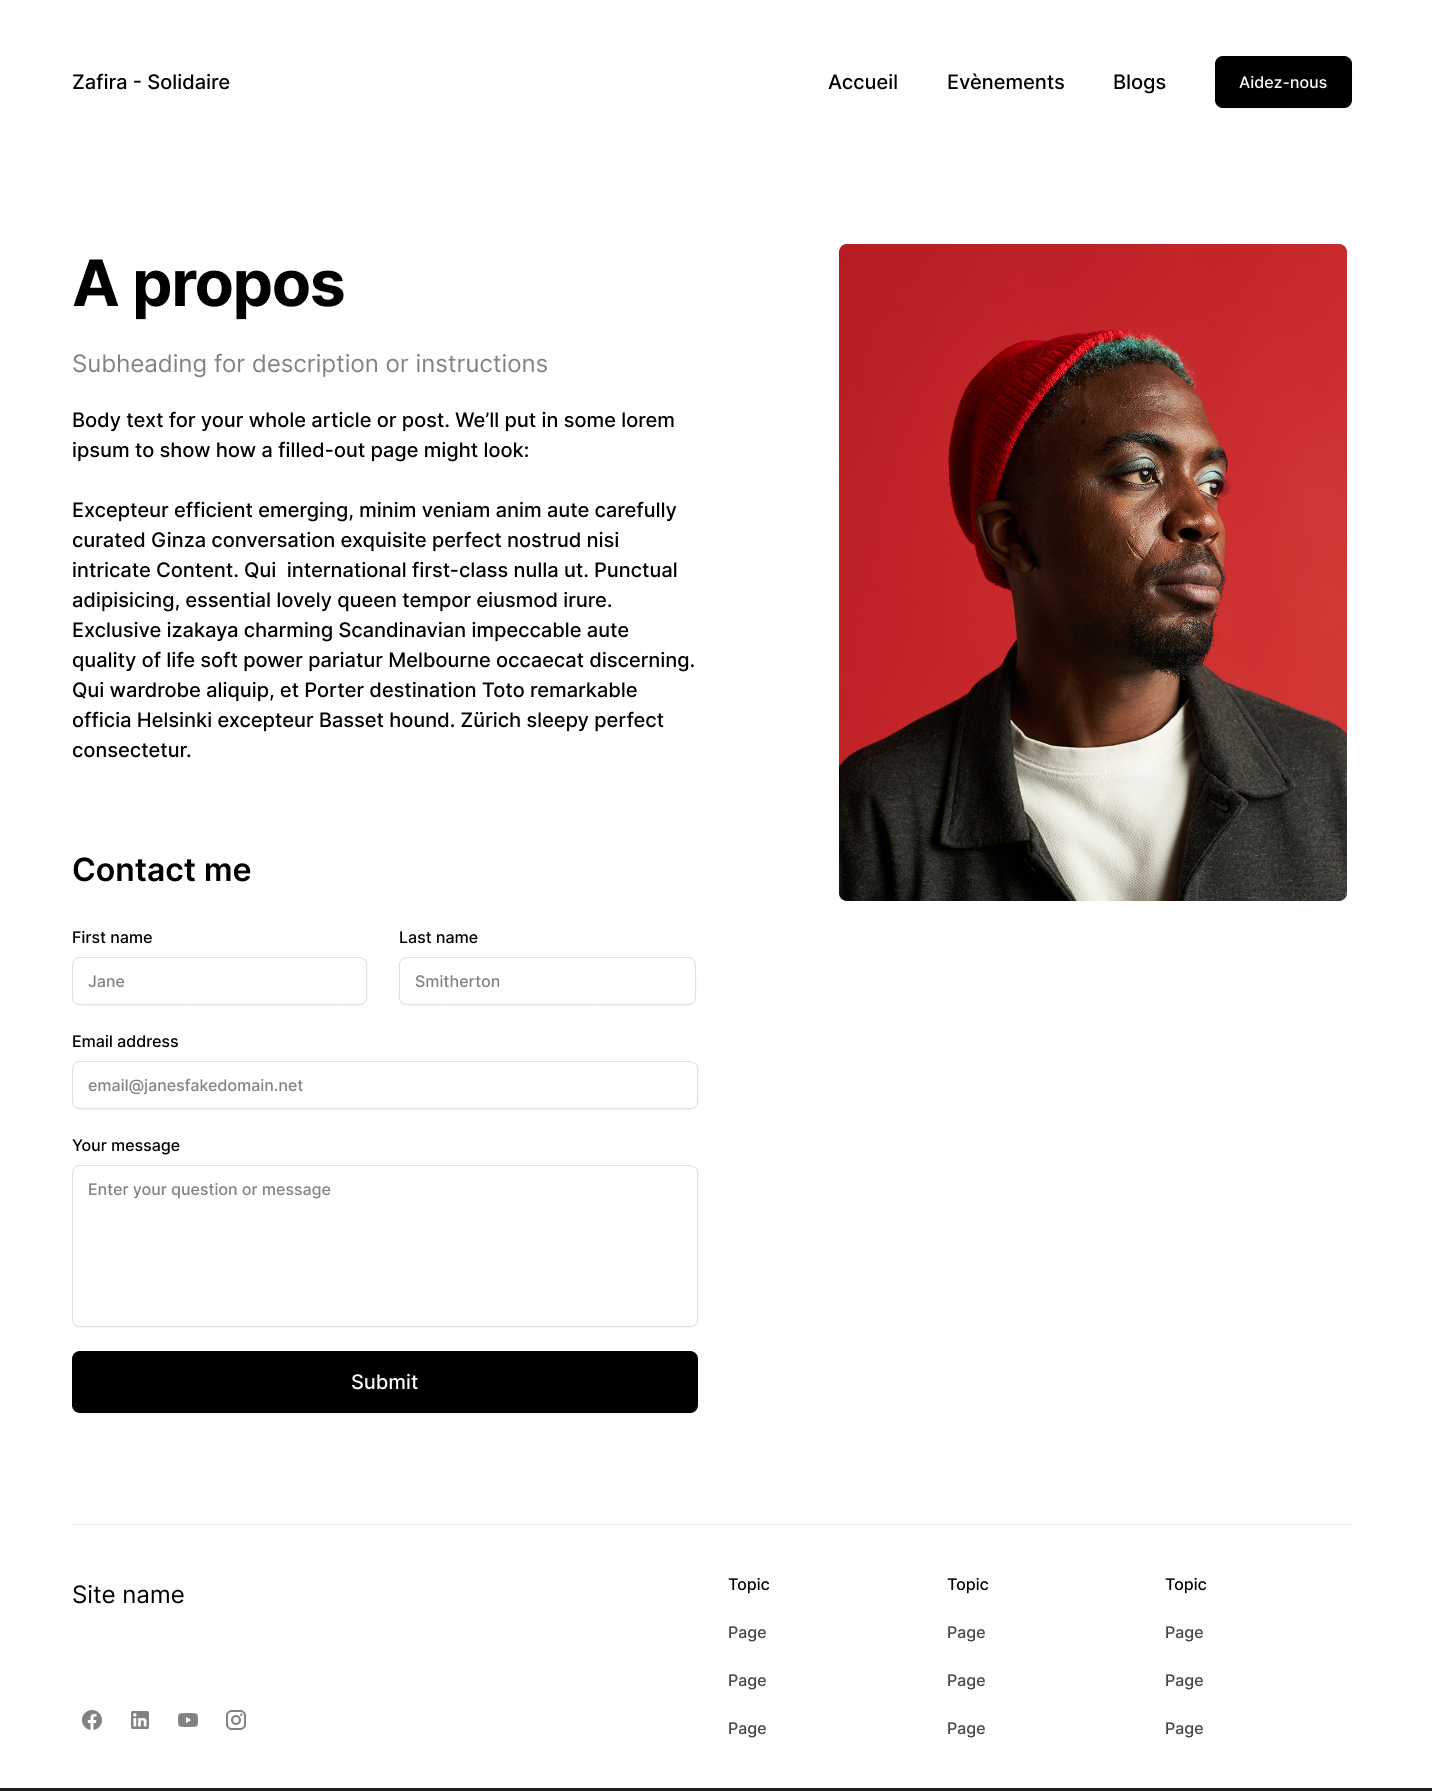 Zafira - Solidaire
Accueil
Evènements
Blogs
Aidez-nous
A propos
Subheading for description or instructions
Body text for your whole article or post. We’ll put in some lorem
ipsum to show how a filled-out page might look:
Excepteur efficient emerging, minim veniam anim aute carefully
curated Ginza conversation exquisite perfect nostrud nisi
intricate Content. Qui  international first-class nulla ut. Punctual
adipisicing, essential lovely queen tempor eiusmod irure.
Exclusive izakaya charming Scandinavian impeccable aute
quality of life soft power pariatur Melbourne occaecat discerning.
Qui wardrobe aliquip, et Porter destination Toto remarkable
officia Helsinki excepteur Basset hound. Zürich sleepy perfect
consectetur.
Contact me
First name
Last name
Jane
Smitherton
Email address
email@janesfakedomain.net
Your message
Enter your question or message
Submit
Site name
Topic
Page
Page
Page
Topic
Page
Page
Page
Topic
Page
Page
Page